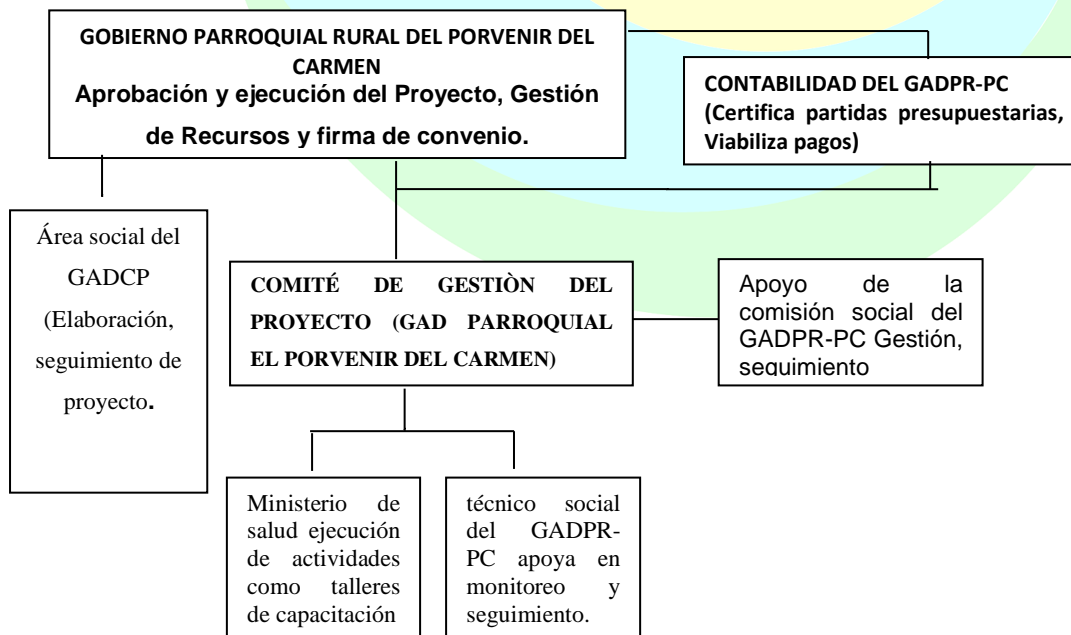 GOBIERNO PARROQUIAL RURAL DEL PORVENIR DEL
CARMEN
Aprobación y ejecución del Proyecto, Gestión
de Recursos y firma de convenio.
CONTABILIDAD DEL GADPR-PC
(Certifica partidas presupuestarias,
Viabiliza pagos)
Área social del
GADCP
(Elaboración,
seguimiento de
proyecto.
COMITÉ DE GESTIÒN DEL
PROYECTO (GAD PARROQUIAL
EL PORVENIR DEL CARMEN)
Apoyo de la
comisión social del
GADPR-PC Gestión,
seguimiento
Ministerio de
salud ejecución
de actividades
como talleres
de capacitación
técnico social
del GADPR-
PC apoya en
monitoreo y
seguimiento.